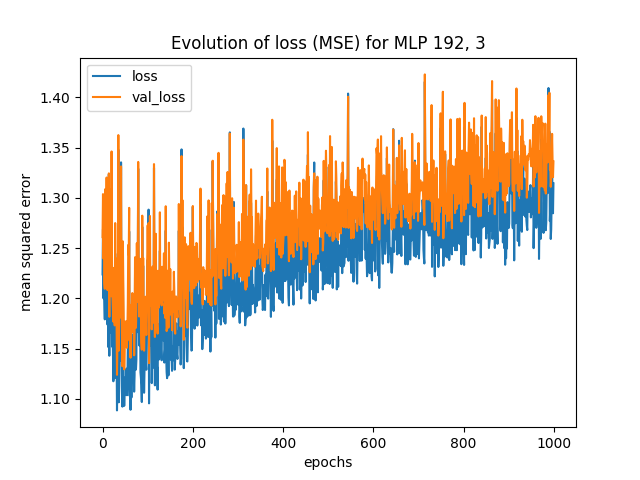 Evolution of loss (MSE) for MLP 192, 3
loss
val_loss
1.40
1.35
1.30
1.25
1.20
1.15
1.10
mean squared error
0
200
400
600
800
1000
epochs